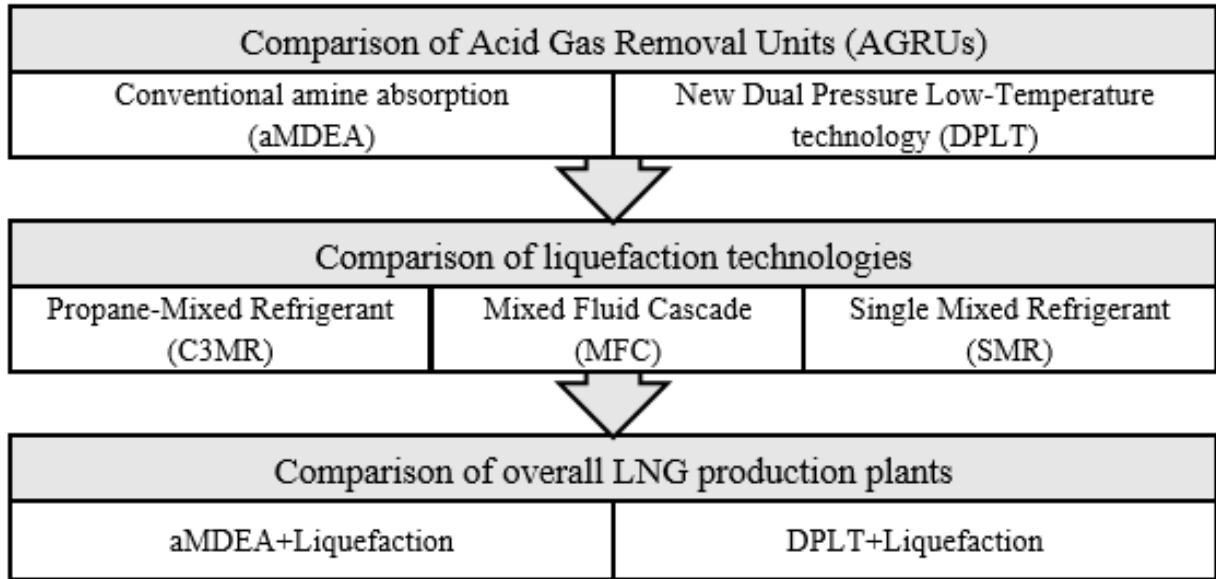 Comparison of Acid Gas Removal Units (AGRUs)
Conventional amine absorption
(aMDEA)
New Dual Pressure Low-Temperature
technology (DPLT)
Comparison of liquefaction technologies
Propane-Mixed Refrigerant
(C3MR)
Mixed Fluid Cascade
(MFC)
Single Mixed Refrigerant
(SMR)
Comparison of overall LNG production plants
aMDEA+Liquefaction
DPLT+Liquefaction